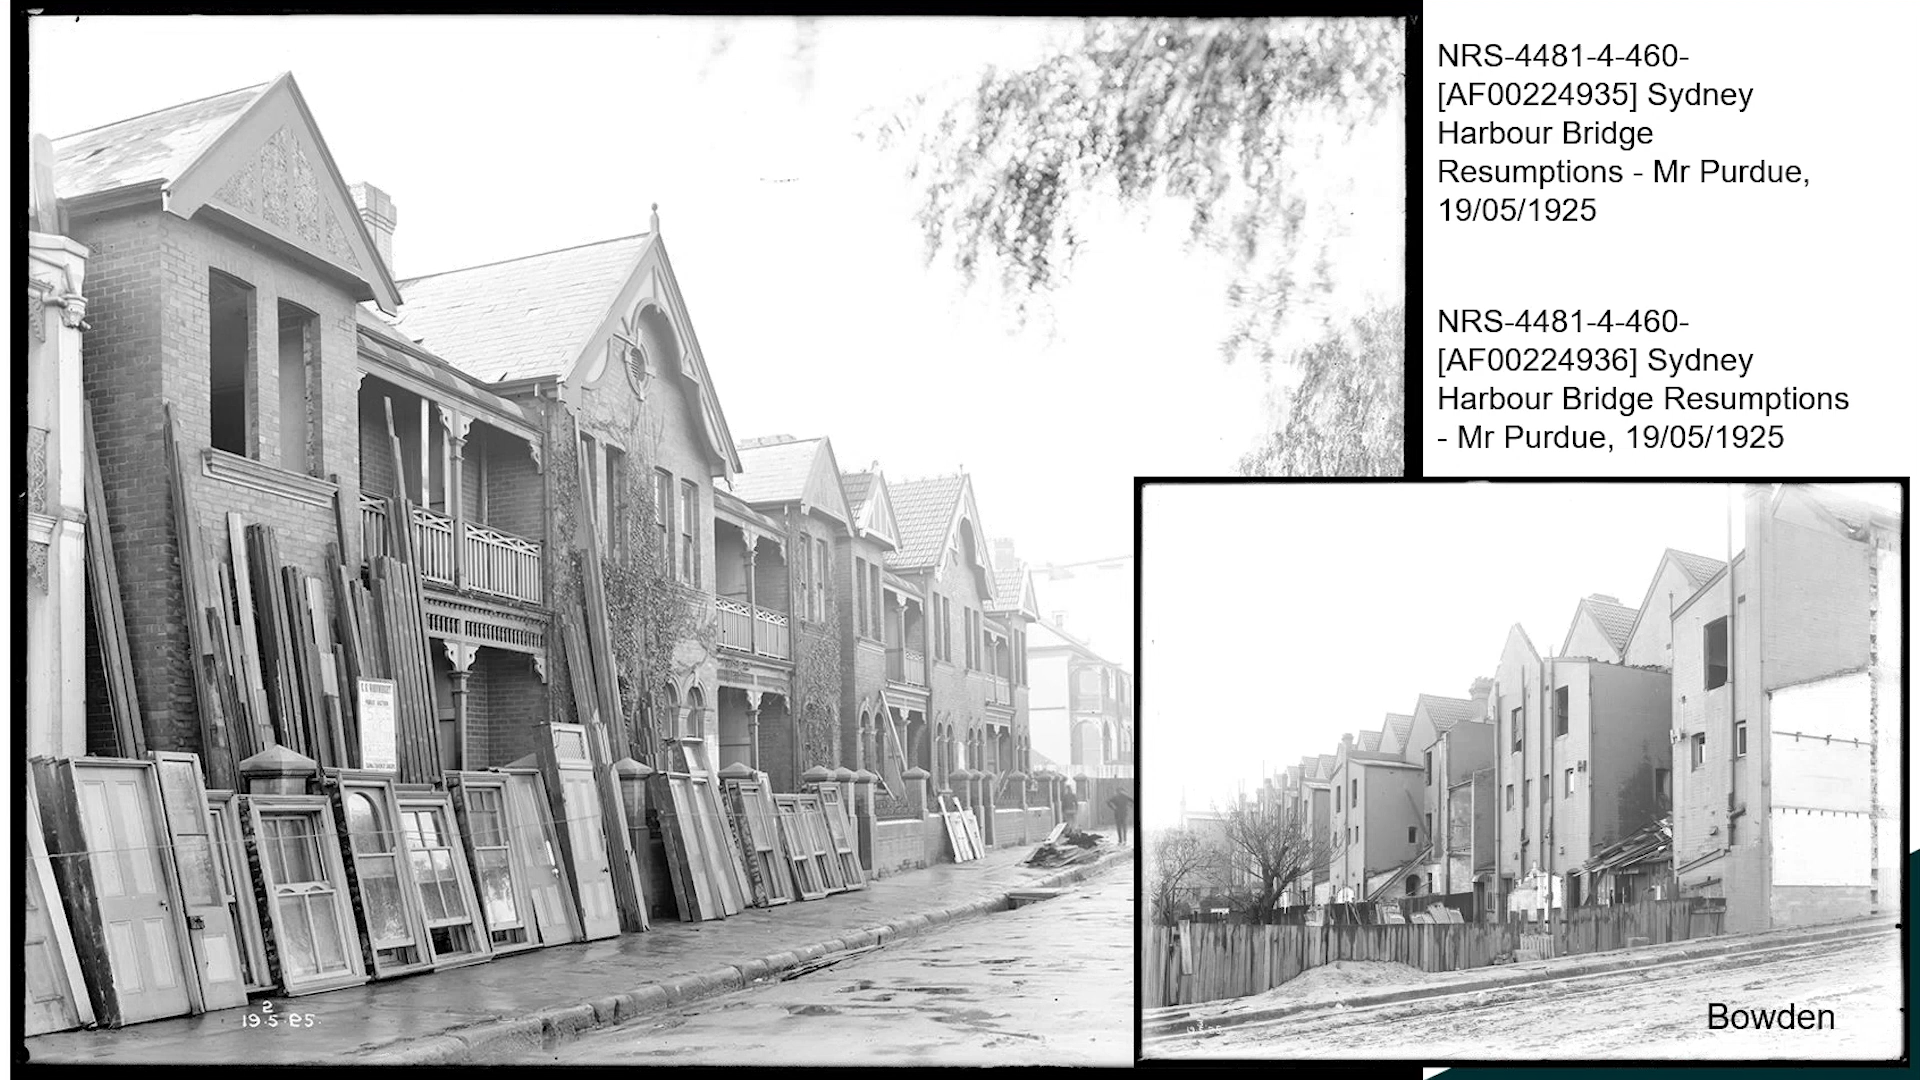 NRS-4481-4-460-
[AF00224935] Sydney
Harbour Bridge
Resumptions - Mr Purdue,
19/05/1925
NRS-4481-4-460-
[AF00224936] Sydney
Harbour Bridge Resumptions
- Mr Purdue, 19/05/1925
2
19.5.25.
Bowden